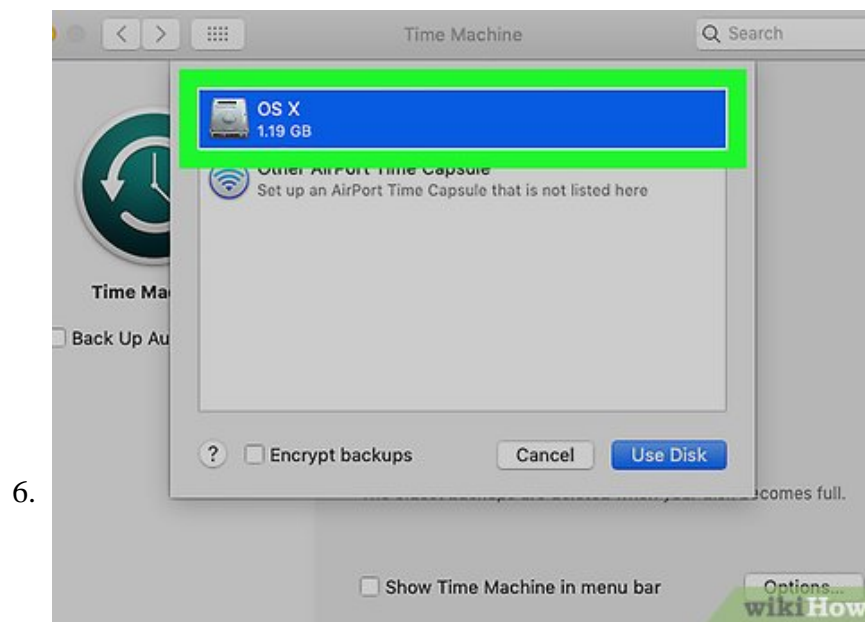 Time Machine
Search
OS X
1.19 GB
Other AirPort Time Capsule
Set up an AirPort Time Capsule that is not listed here
Time Ma
Back Up Au
? Encrypt backups Cancel Use Disk
6.
ecomes full.
Show Time Machine in menu bar Options...
wikiHow